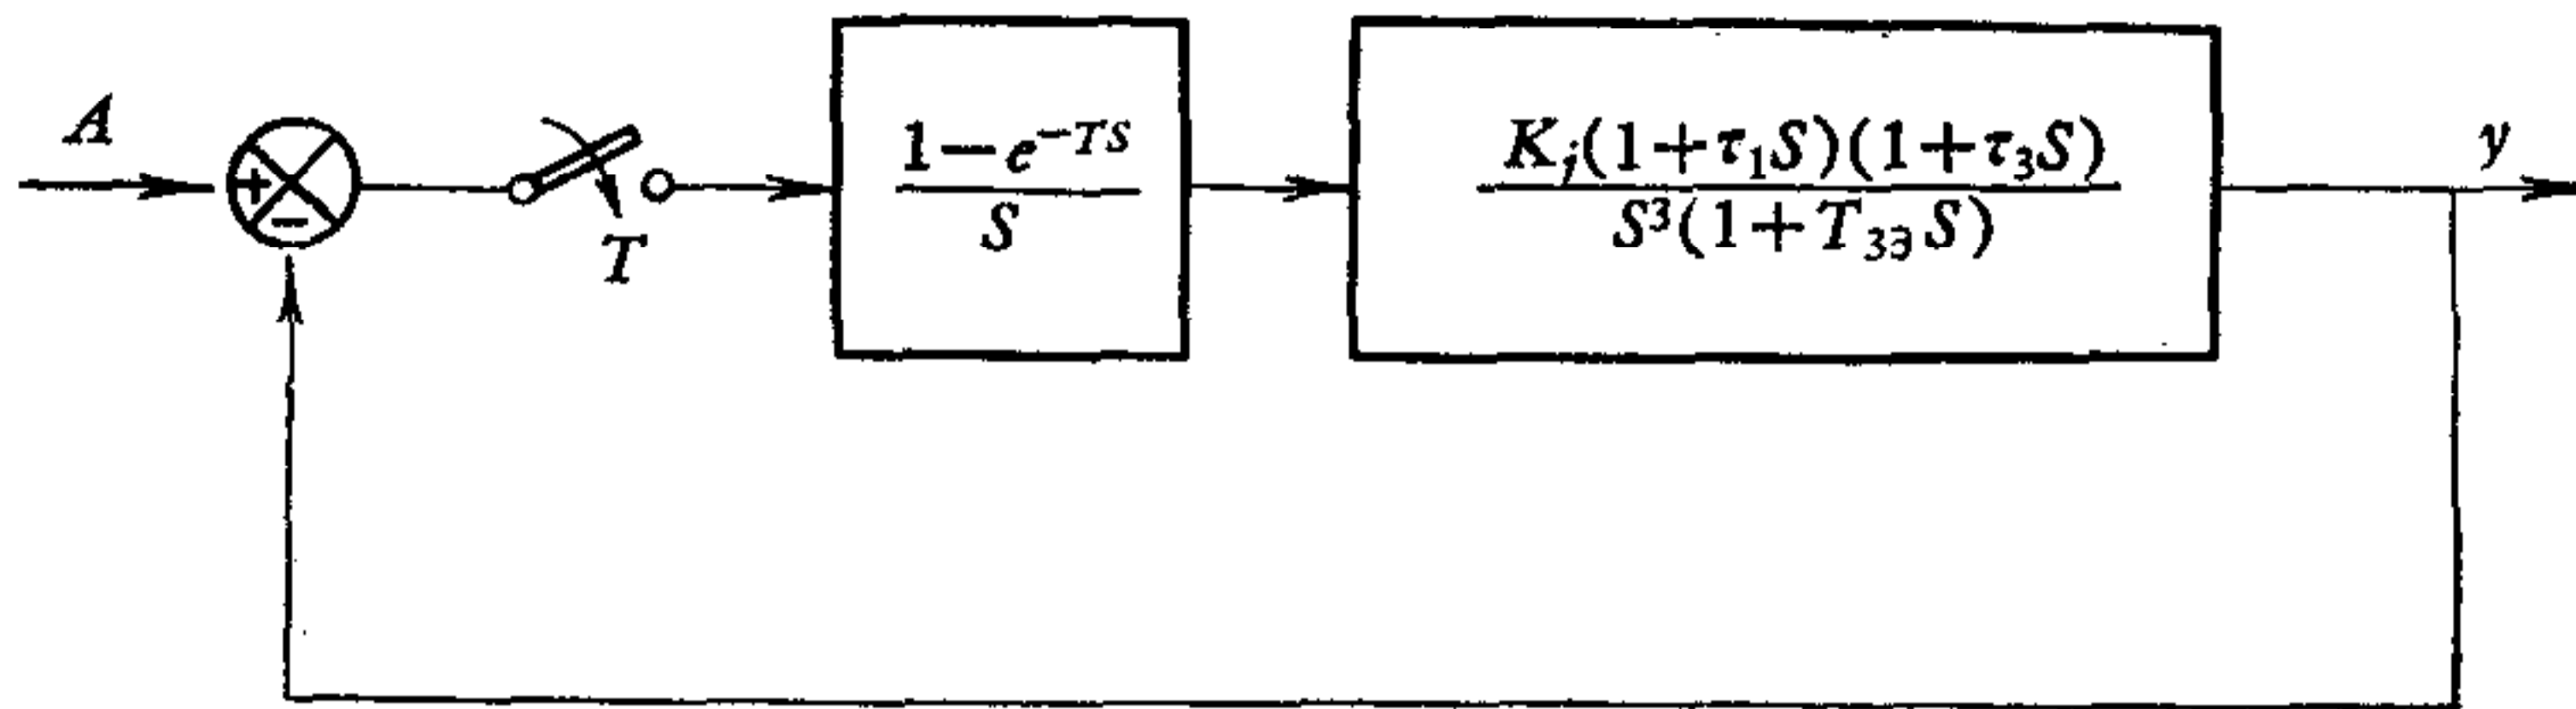 A
+
−
T
1−e^{−TS}
S
K_j(1+τ_1S)(1+τ_3S)
S^3(1+T_{3Э}S)
y